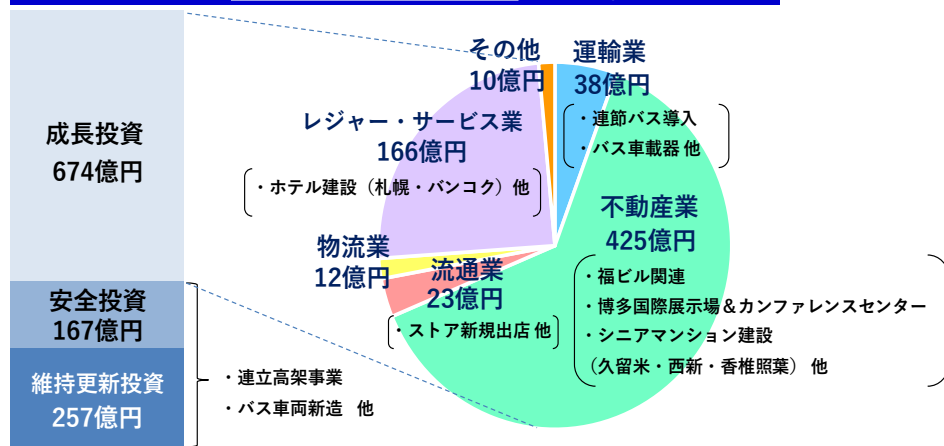 成長投資
674億円
安全投資
167億円
維持更新投資
257億円
・連立高架事業
・バス車両新造 他
その他
10億円
運輸業
38億円
・連節バス導入
・バス車載器 他
レジャー・サービス業
166億円
・ホテル建設（札幌・バンコク）他
不動産業
425億円
・福ビル関連
・博多国際展示場＆カンファレンスセンター
・シニアマンション建設
（久留米・西新・香椎照葉）他
物流業
12億円
流通業
23億円
・ストア新規出店 他